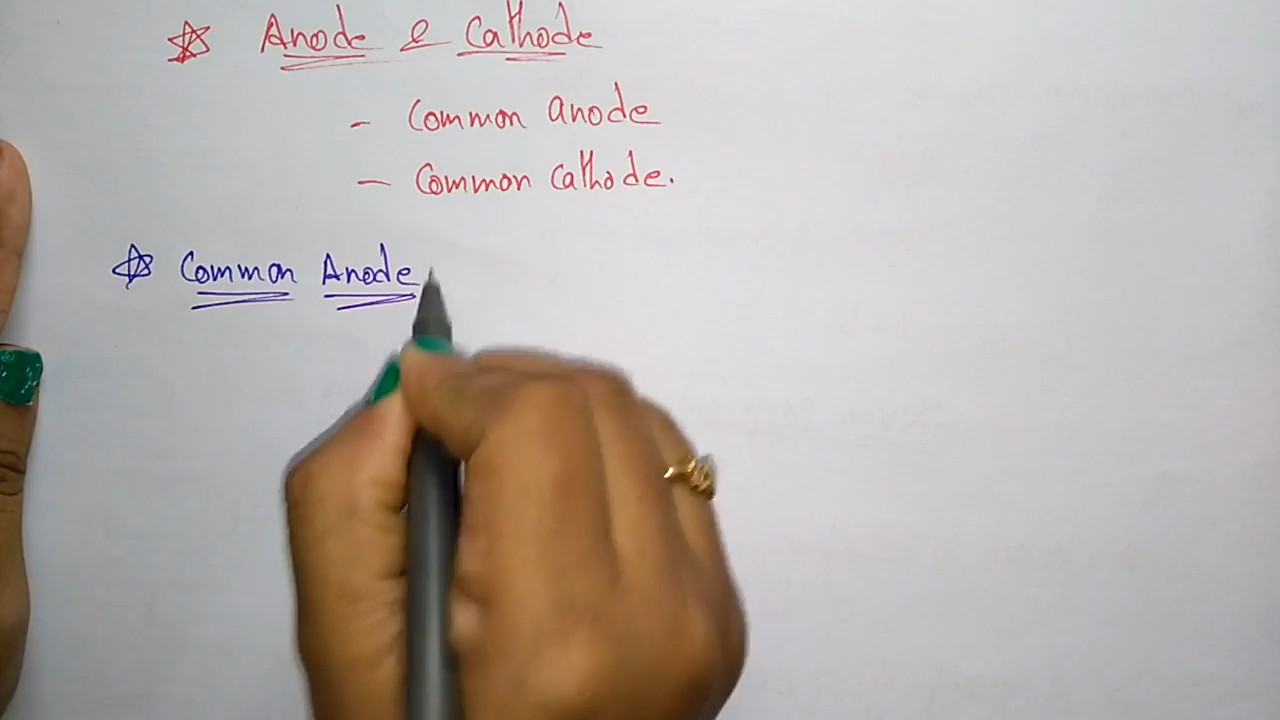 ☆ Anode & Cathode
- Common anode
- Common Cathode.
☆ Common Anode